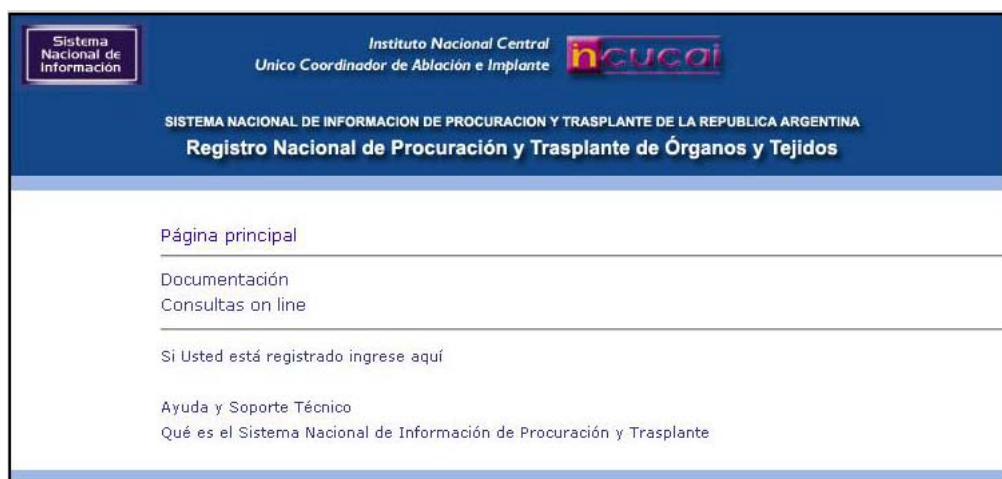 Sistema
Nacional de
Información
Instituto Nacional Central
Unico Coordinador de Ablación e Implante
incucai
SISTEMA NACIONAL DE INFORMACION DE PROCURACION Y TRASPLANTE DE LA REPUBLICA ARGENTINA
Registro Nacional de Procuración y Trasplante de Órganos y Tejidos
Página principal
Documentación
Consultas on line
Si Usted está registrado ingrese aquí
Ayuda y Soporte Técnico
Qué es el Sistema Nacional de Información de Procuración y Trasplante